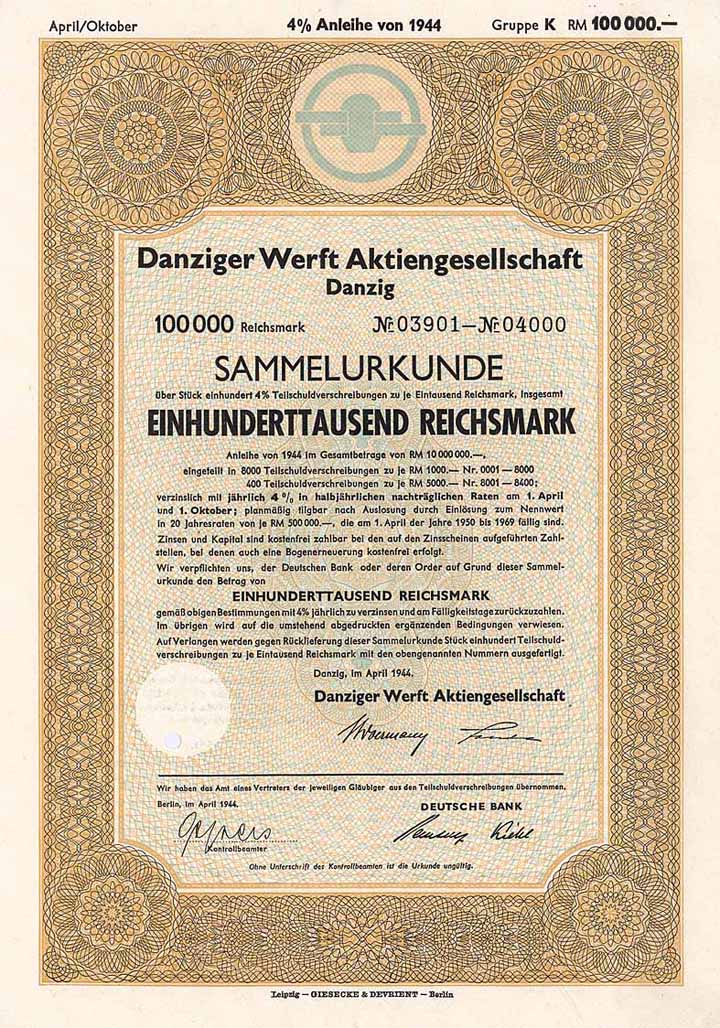 April/Oktober 4% Anleihe von 1944 Gruppe K RM 100 000.—
Danziger Werft Aktiengesellschaft
Danzig
100 000 Reichsmark № 03901—№ 04000
SAMMELURKUNDE
über Stück einhundert 4% Teilschuldverschreibungen zu je Eintausend Reichsmark, insgesamt
EINHUNDERTTAUSEND REICHSMARK
Anleihe von 1944 im Gesamtbetrage von RM 10 000 000.—,
eingeteilt in 8000 Teilschuldverschreibungen zu je RM 1000.— Nr. 0001 — 8000
400 Teilschuldverschreibungen zu je RM 5000.— Nr. 8001 — 8400;
verzinslich mit jährlich 4% in halbjährlichen nachträglichen Raten am 1. April
und 1. Oktober; planmäßig tilgbar nach Auslosung durch Einlösung zum Nennwert
in 20 Jahresraten von je RM 500 000.—, die am 1. April der Jahre 1950 bis 1969 fällig sind.
Zinsen und Kapital sind kostenfrei zahlbar bei den auf den Zinsscheinen aufgeführten Zahl-
stellen, bei denen auch eine Bogenerneuerung kostenfrei erfolgt.
Wir verpflichten uns, der Deutschen Bank oder deren Order auf Grund dieser Sammel-
urkunde den Betrag von
EINHUNDERTTAUSEND REICHSMARK
gemäß obigen Bestimmungen mit 4% jährlich zu verzinsen und am Fälligkeitstage zurückzuzahlen.
Im übrigen wird auf die umstehend abgedruckten ergänzenden Bedingungen verwiesen.
Auf Verlangen werden gegen Rücklieferung dieser Sammelurkunde Stück einhundert Teilschuld-
verschreibungen zu je Eintausend Reichsmark mit den obengenannten Nummern ausgefertigt.
Danzig, im April 1944.
Danziger Werft Aktiengesellschaft
Wir haben das Amt eines Vertreters der jeweiligen Gläubiger aus den Teilschuldverschreibungen übernommen.
Berlin, im April 1944.
DEUTSCHE BANK
Kontrollbeamter
Ohne Unterschrift des Kontrollbeamten ist die Urkunde ungültig.
Leipzig — GIESECKE & DEVRIENT — Berlin